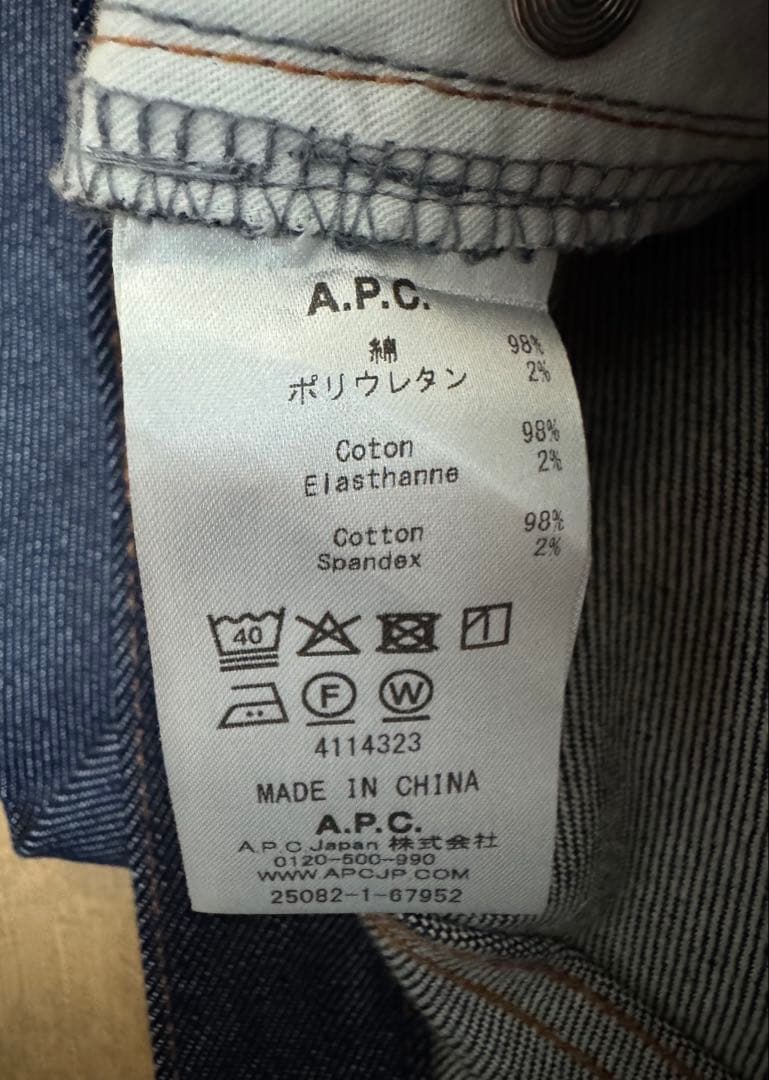 A.P.C.
綿 98%
ポリウレタン 2%
Coton 98%
Elasthanne 2%
Cotton 98%
Spandex 2%
40
F W
4114323
MADE IN CHINA
A.P.C.
A.P.C.Japan 株式会社
0120-500-990
WWW.APCJP.COM
25082-1-67952